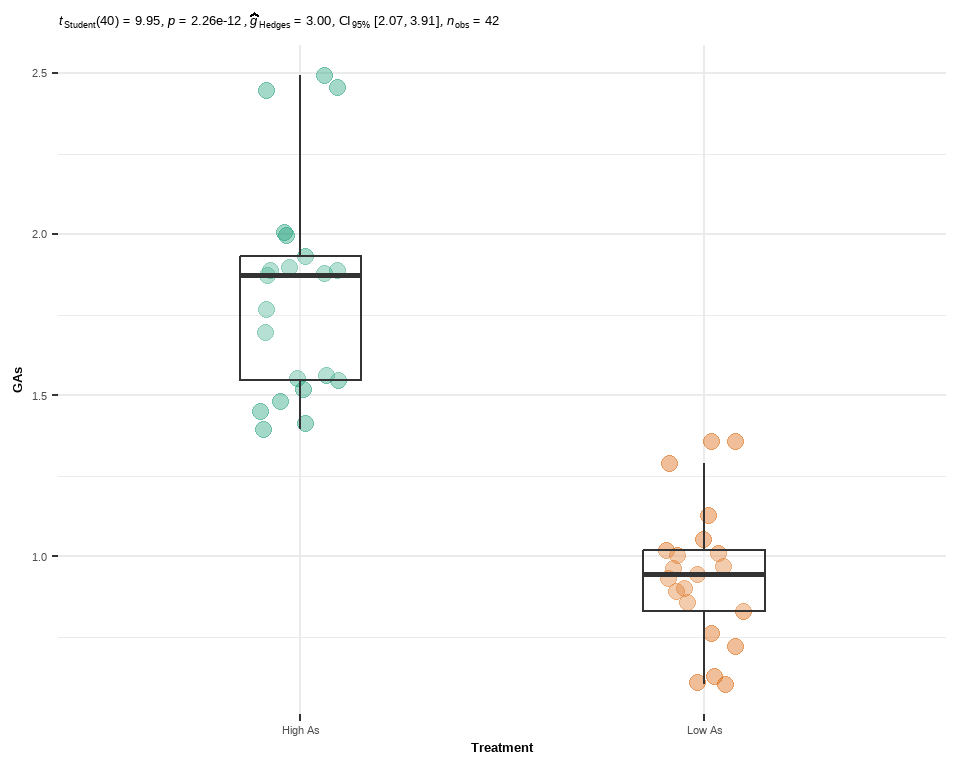 tStudent(40) = 9.95, p = 2.26e-12, ĝHedges = 3.00, CI95% [2.07, 3.91], nobs = 42
2.5
2.0
1.5
1.0
GAs
High As
Low As
Treatment